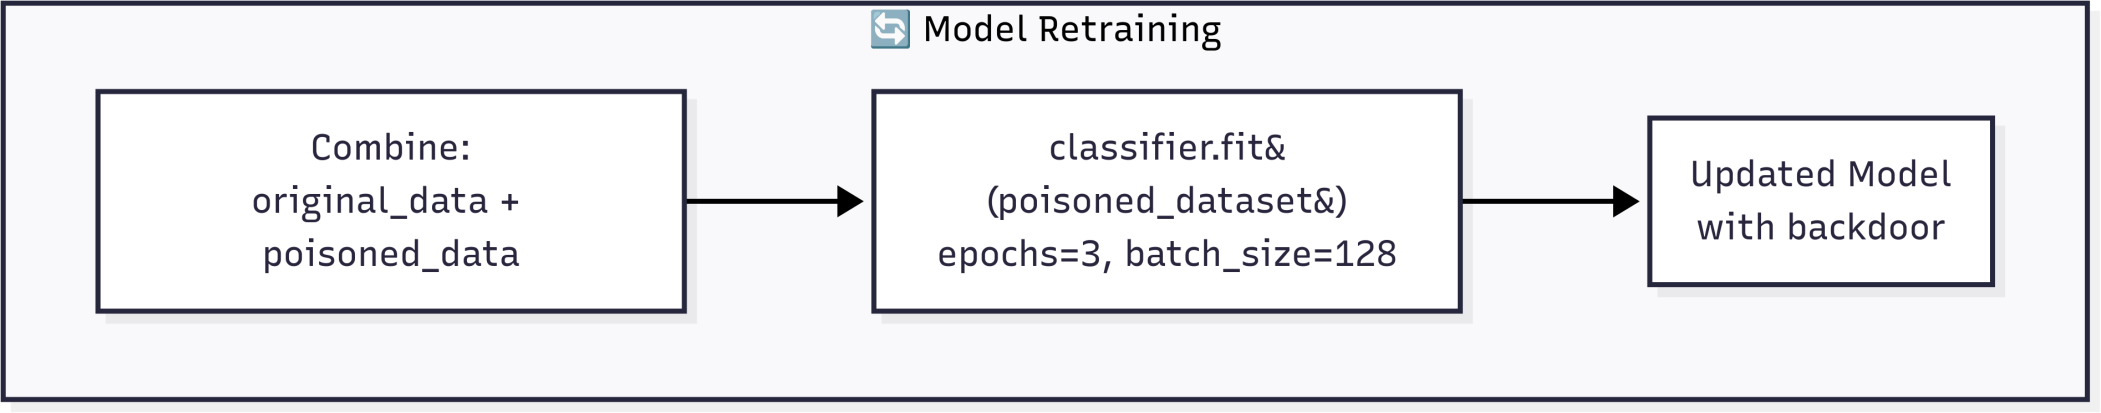 🔄 Model Retraining
Combine:
original_data +
poisoned_data
classifier.fit&
(poisoned_dataset&)
epochs=3, batch_size=128
Updated Model
with backdoor